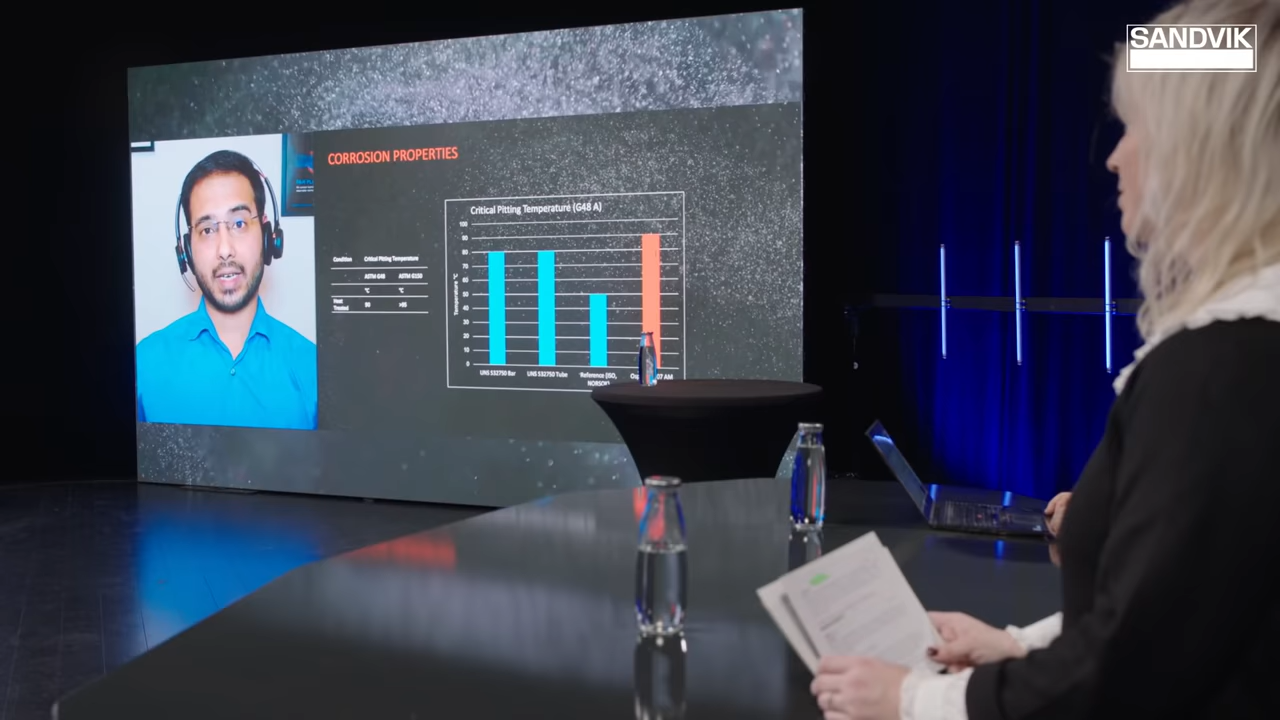 SANDVIK
CORROSION PROPERTIES
Critical Pitting Temperature (G48 A)
100
90
80
70
60
50
40
30
20
10
0
Temperature °C
UNS S32750 Bar
UNS S32750 Tube
Reference (ISO,
NORSOK)
07 AM
Condition Critical Pitting Temperature
ASTM G48 ASTM G150
°C °C
Heat
Treated 90 >85